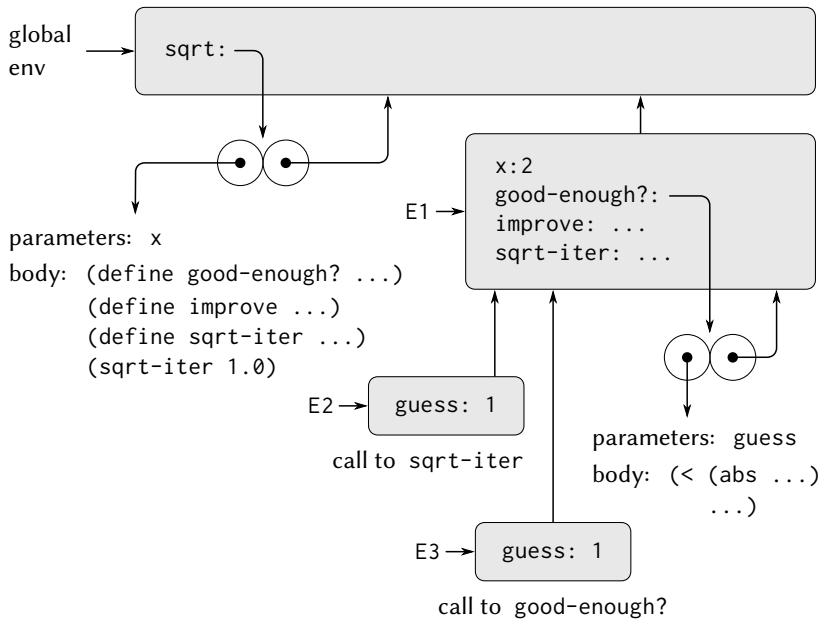 global
env
sqrt:
x:2
good-enough?:
improve: ...
sqrt-iter: ...
E1
parameters: x
body: (define good-enough? ...)
(define improve ...)
(define sqrt-iter ...)
(sqrt-iter 1.0)
E2
guess: 1
call to sqrt-iter
parameters: guess
body: (< (abs ...)
...)
E3
guess: 1
call to good-enough?